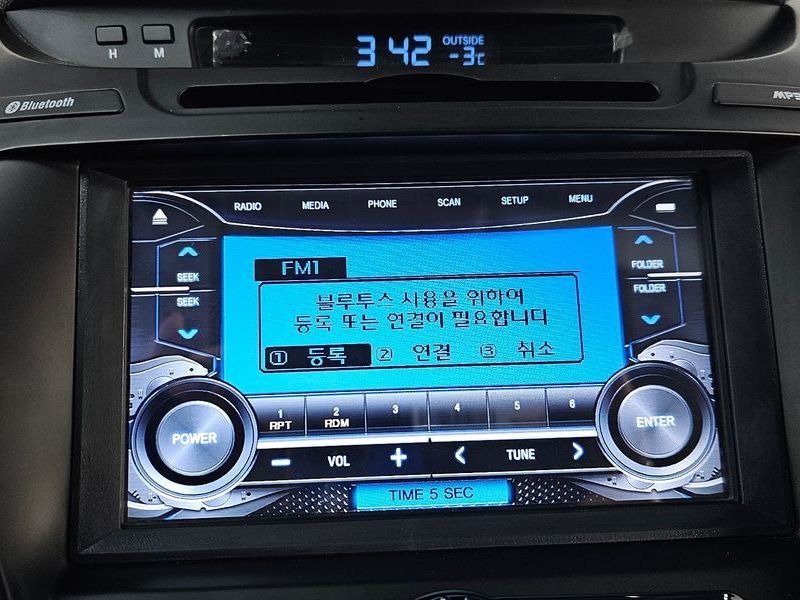 H M
3 42 OUTSIDE -3c
Bluetooth
RADIO MEDIA PHONE SCAN SETUP MENU
SEEK
SEEK
FOLDER
FOLDER
FM1
블루투스 사용을 위하여
등록 또는 연결이 필요합니다
① 등록 ② 연결 ③ 취소
1 2 3 4 5 6
RPT RDM
POWER
ENTER
− VOL + < TUNE >
TIME 5 SEC